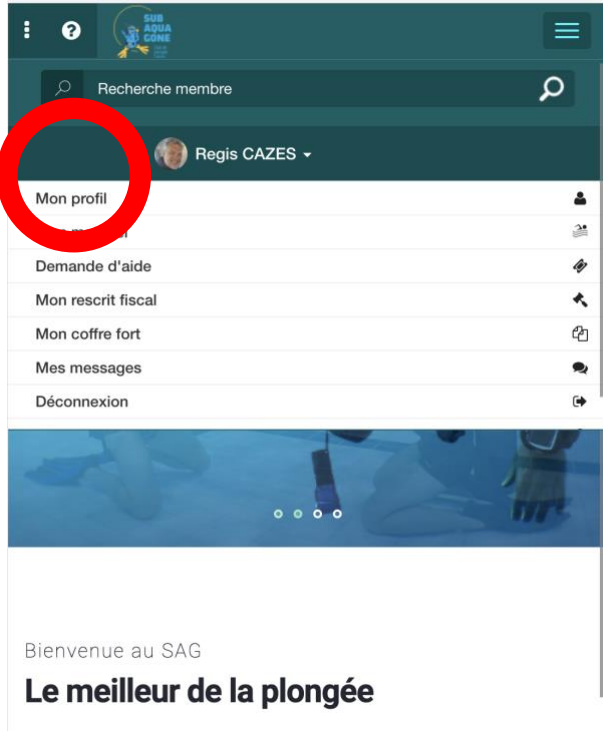 SUB
AQUA
GONE
Recherche membre
Regis CAZES
Mon profil
Demande d'aide
Mon rescrit fiscal
Mon coffre fort
Mes messages
Déconnexion
Bienvenue au SAG
Le meilleur de la plongée